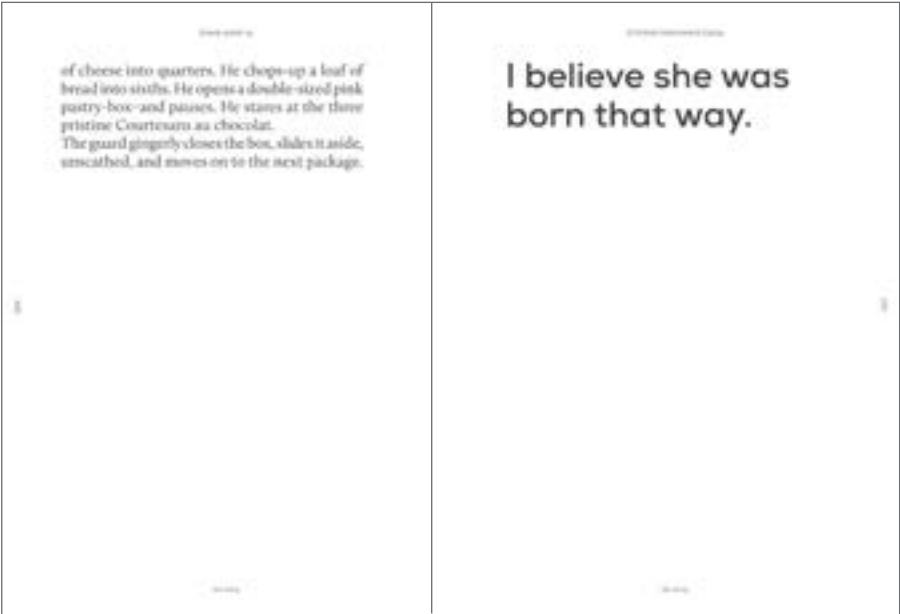 of cheese into quarters. He chops-up a loaf of
bread into sixths. He opens a double-sized pink
pastry-box-and pauses. He stares at the three
pristine Courtesans au chocolat.
The guard gingerly closes the box, slides it aside,
unscathed, and moves on to the next package.
I believe she was
born that way.